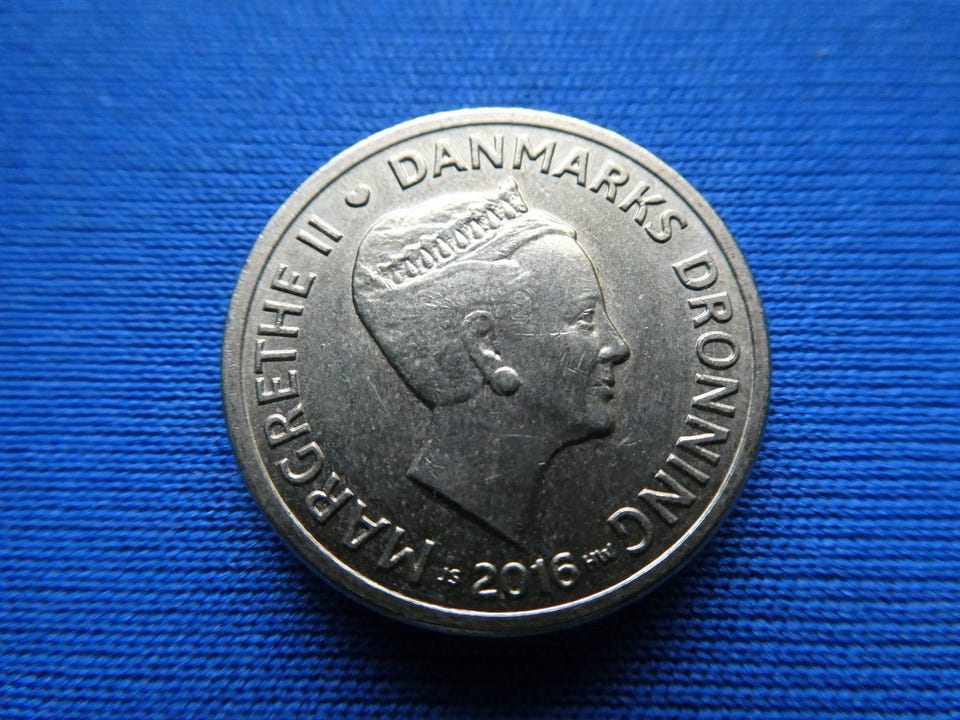 MARGRETHE II ♥ DANMARKS DRONNING
JS 2016 HW